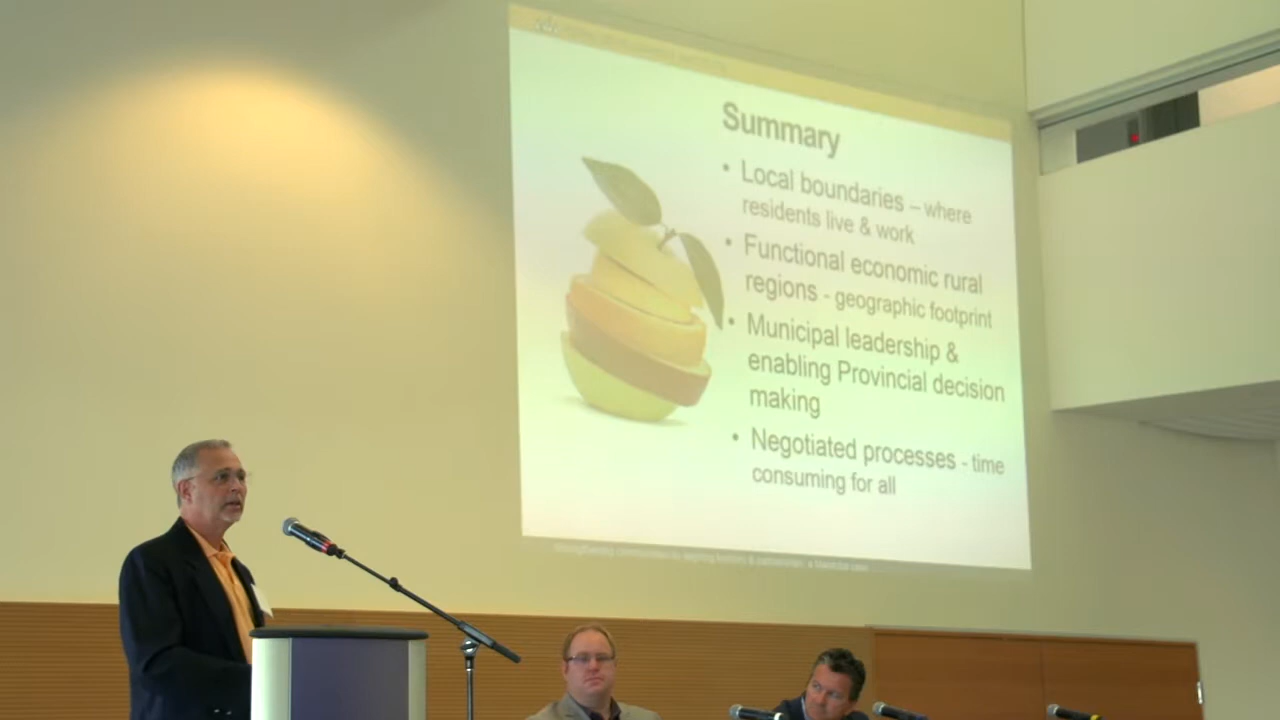 Summary
• Local boundaries – where
residents live & work
• Functional economic rural
regions - geographic footprint
• Municipal leadership &
enabling Provincial decision
making
• Negotiated processes - time
consuming for all